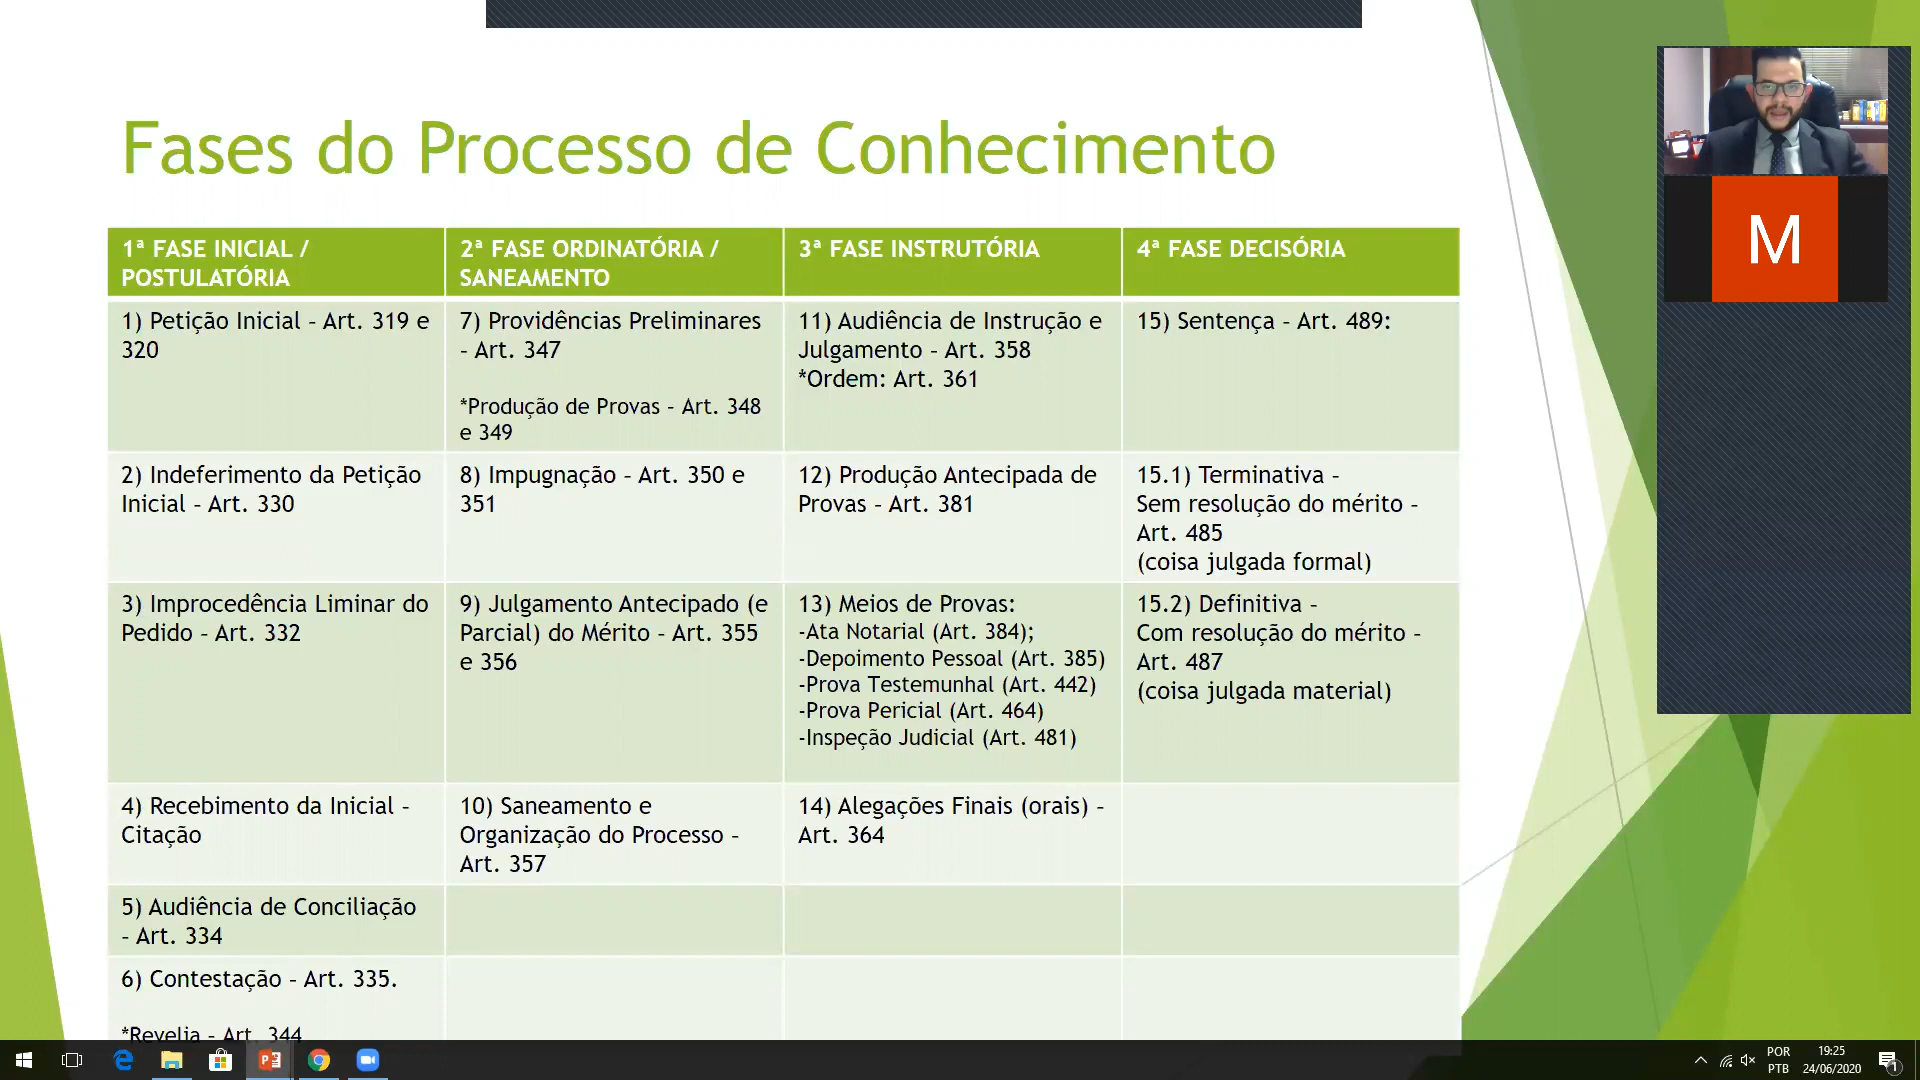 Fases do Processo de Conhecimento
1ª FASE INICIAL /
POSTULATÓRIA
2ª FASE ORDINATÓRIA /
SANEAMENTO
3ª FASE INSTRUTÓRIA
4ª FASE DECISÓRIA
1) Petição Inicial – Art. 319 e
320
7) Providências Preliminares
– Art. 347
*Produção de Provas – Art. 348
e 349
11) Audiência de Instrução e
Julgamento – Art. 358
*Ordem: Art. 361
15) Sentença – Art. 489:
2) Indeferimento da Petição
Inicial – Art. 330
8) Impugnação – Art. 350 e
351
12) Produção Antecipada de
Provas – Art. 381
15.1) Terminativa –
Sem resolução do mérito –
Art. 485
(coisa julgada formal)
3) Improcedência Liminar do
Pedido – Art. 332
9) Julgamento Antecipado (e
Parcial) do Mérito – Art. 355
e 356
13) Meios de Provas:
-Ata Notarial (Art. 384);
-Depoimento Pessoal (Art. 385)
-Prova Testemunhal (Art. 442)
-Prova Pericial (Art. 464)
-Inspeção Judicial (Art. 481)
15.2) Definitiva –
Com resolução do mérito –
Art. 487
(coisa julgada material)
4) Recebimento da Inicial –
Citação
10) Saneamento e
Organização do Processo –
Art. 357
14) Alegações Finais (orais) –
Art. 364
5) Audiência de Conciliação
– Art. 334
6) Contestação – Art. 335.
*Revelia – Art. 344
M
POR
PTB
19:25
24/06/2020
1